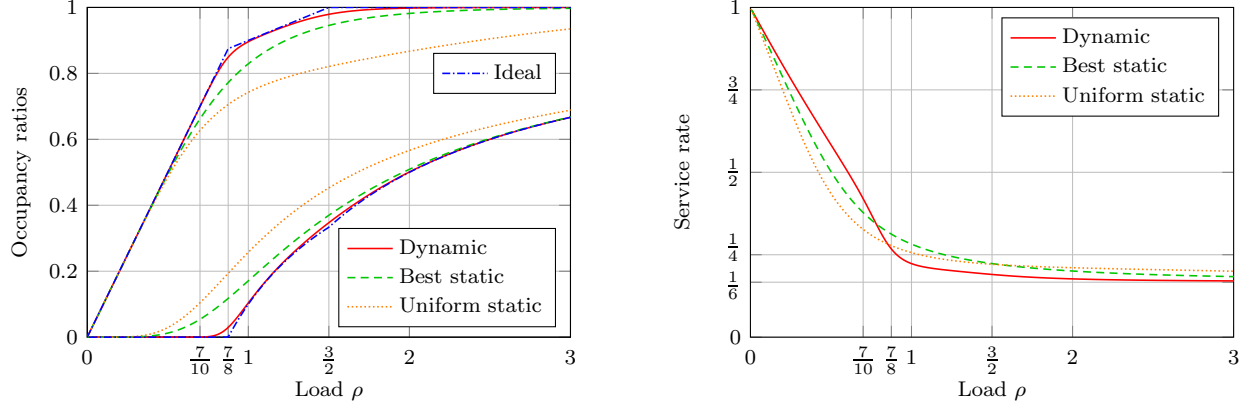 1
0.8
0.6
0.4
0.2
0
Occupancy ratios
Ideal
Dynamic
Best static
Uniform static
0 7/10 7/8 1 3/2 2 3
Load ρ
1
3/4
1/2
1/4
1/6
0
Service rate
Dynamic
Best static
Uniform static
0 7/10 7/8 1 3/2 2 3
Load ρ